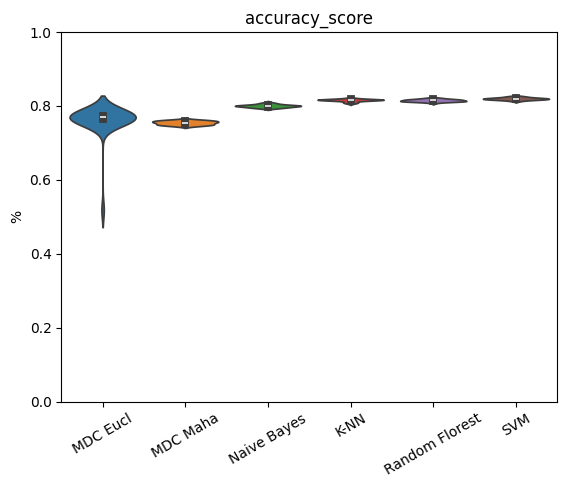 accuracy_score
1.0
0.8
0.6
0.4
0.2
0.0
%
MDC Eucl
MDC Maha
Naive Bayes
K-NN
Random Florest
SVM